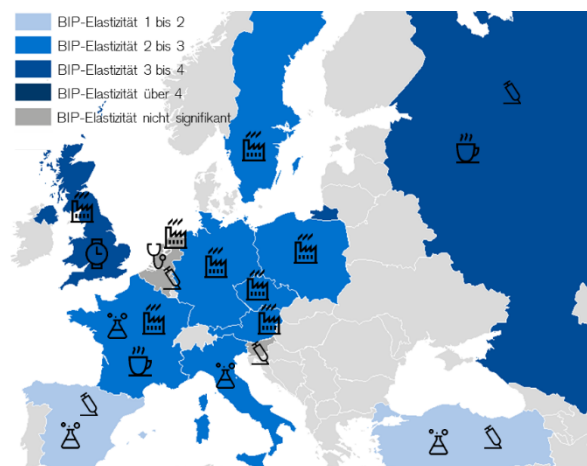 BIP-Elastizität 1 bis 2
BIP-Elastizität 2 bis 3
BIP-Elastizität 3 bis 4
BIP-Elastizität über 4
BIP-Elastizität nicht signifikant